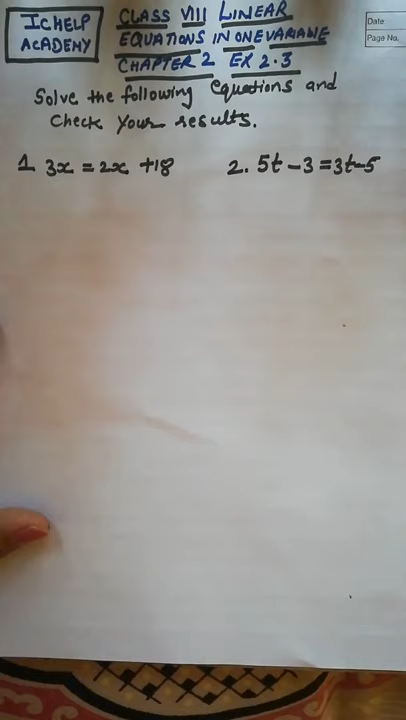 ICHELP ACADEMY
CLASS VIII LINEAR
EQUATIONS IN ONE VARIABLE
CHAPTER 2 EX 2.3
Date:
Page No.
Solve the following equations and
Check your results.
1 3x = 2x + 18
2. 5t - 3 = 3t - 5